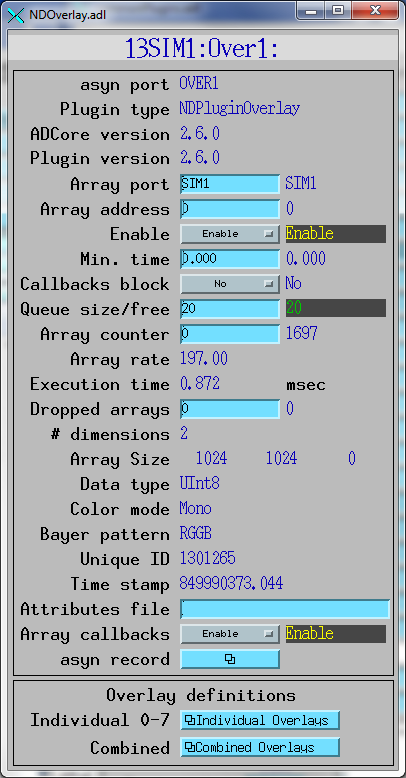 NDOverlay.adl
13SIM1:Over1:
asyn port OVER1
Plugin type NDPluginOverlay
ADCore version 2.6.0
Plugin version 2.6.0
Array port SIM1 SIM1
Array address 0 0
Enable Enable Enable
Min. time 0.000 0.000
Callbacks block No No
Queue size/free 20 20
Array counter 0 1697
Array rate 197.00
Execution time 0.872 msec
Dropped arrays 0 0
# dimensions 2
Array Size 1024 1024 0
Data type UInt8
Color mode Mono
Bayer pattern RGGB
Unique ID 1301265
Time stamp 849990373.044
Attributes file
Array callbacks Enable Enable
asyn record
Overlay definitions
Individual 0-7 Individual Overlays
Combined Combined Overlays